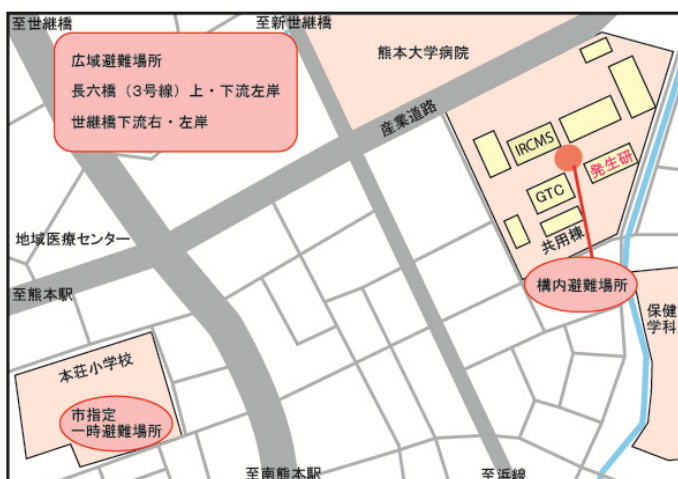 至世継橋
至新世継橋
広域避難場所
長六橋（3号線）上・下流左岸
世継橋下流右・左岸
熊本大学病院
産業道路
IRCMS
発生研
GTC
共用棟
地域医療センター
構内避難場所
至熊本駅
保健
学科
本荘小学校
市指定
一時避難場所
至南熊本駅
至浜線